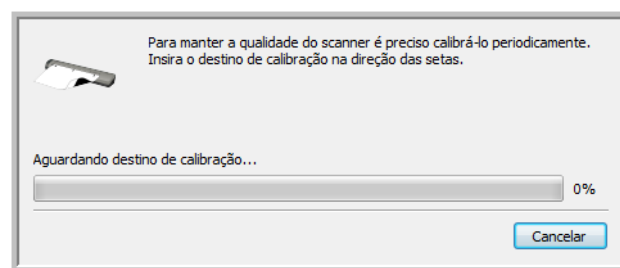 Para manter a qualidade do scanner é preciso calibrá-lo periodicamente.
Insira o destino de calibração na direção das setas.
Aguardando destino de calibração...
0%
Cancelar